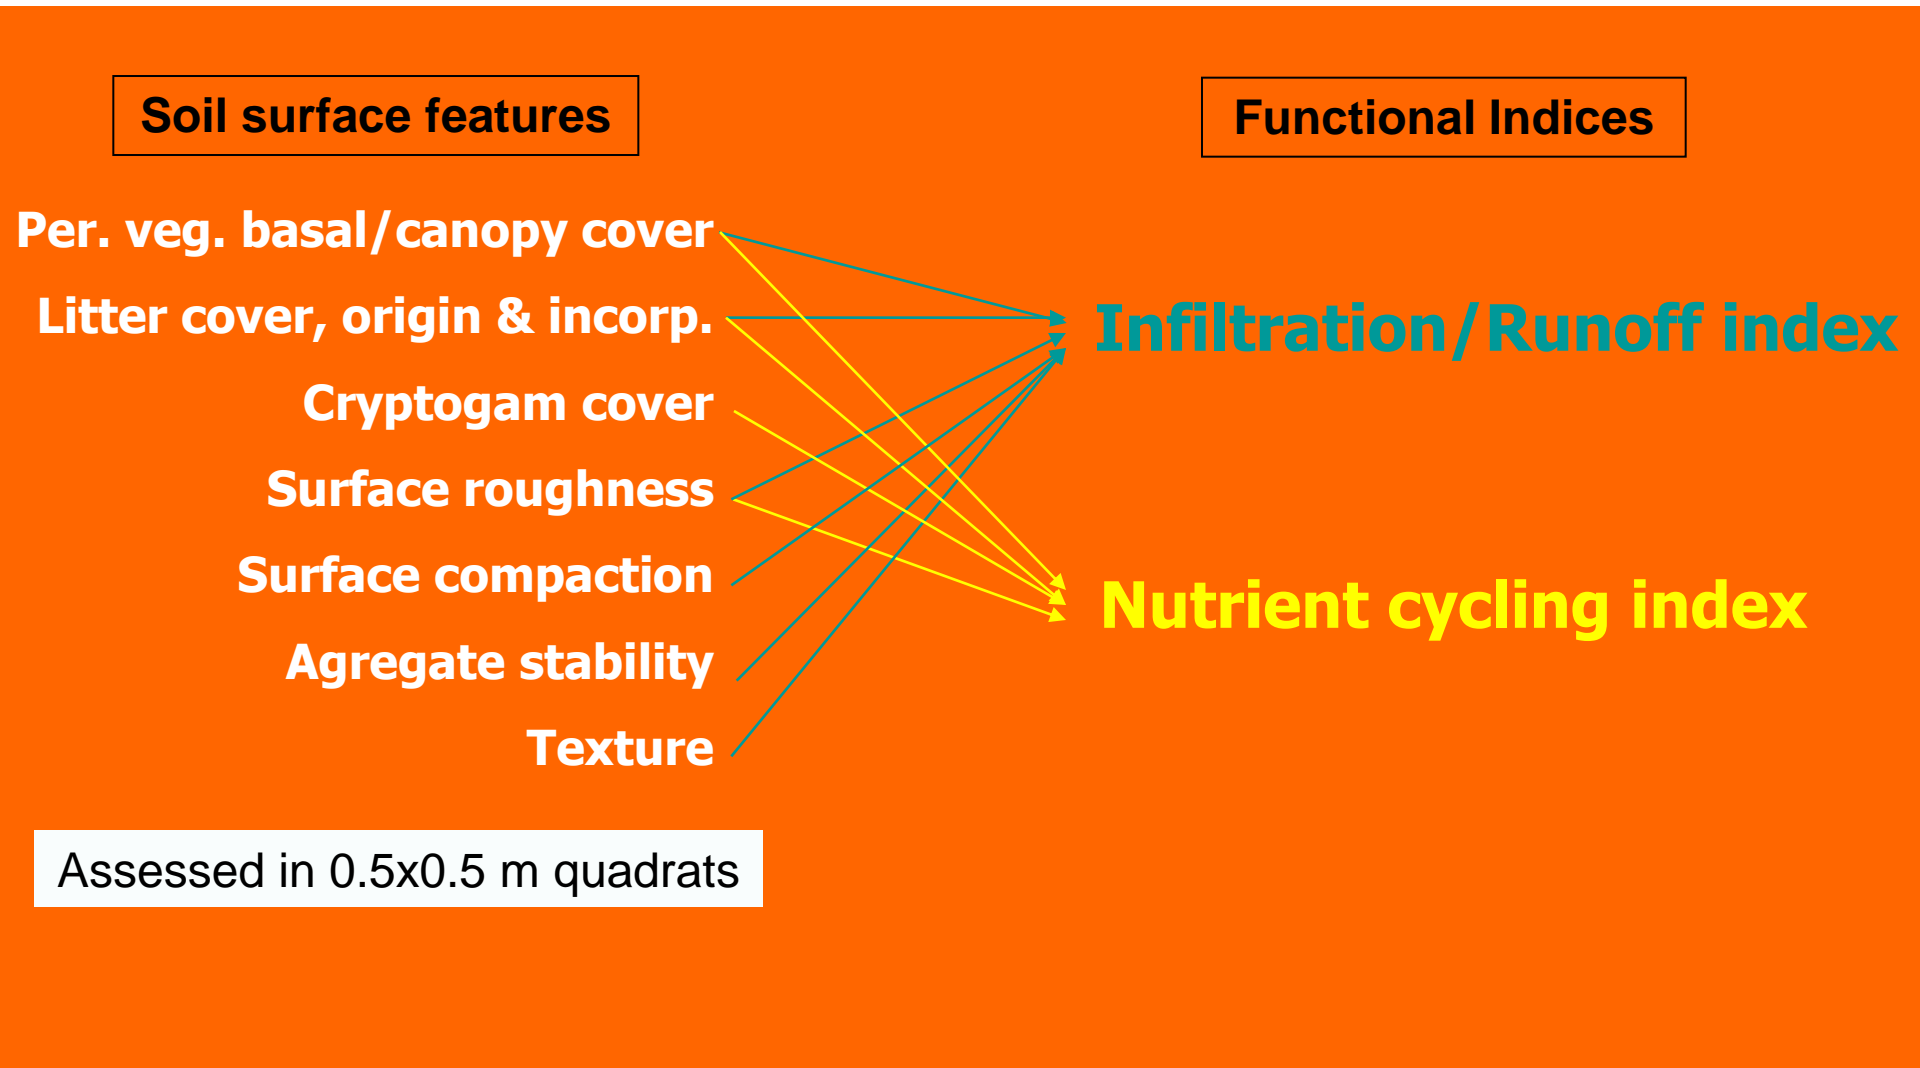 Soil surface features
Functional Indices
Per. veg. basal/canopy cover
Litter cover, origin & incorp.
Cryptogam cover
Surface roughness
Surface compaction
Agregate stability
Texture
Infiltration/Runoff index
Nutrient cycling index
Assessed in 0.5x0.5 m quadrats